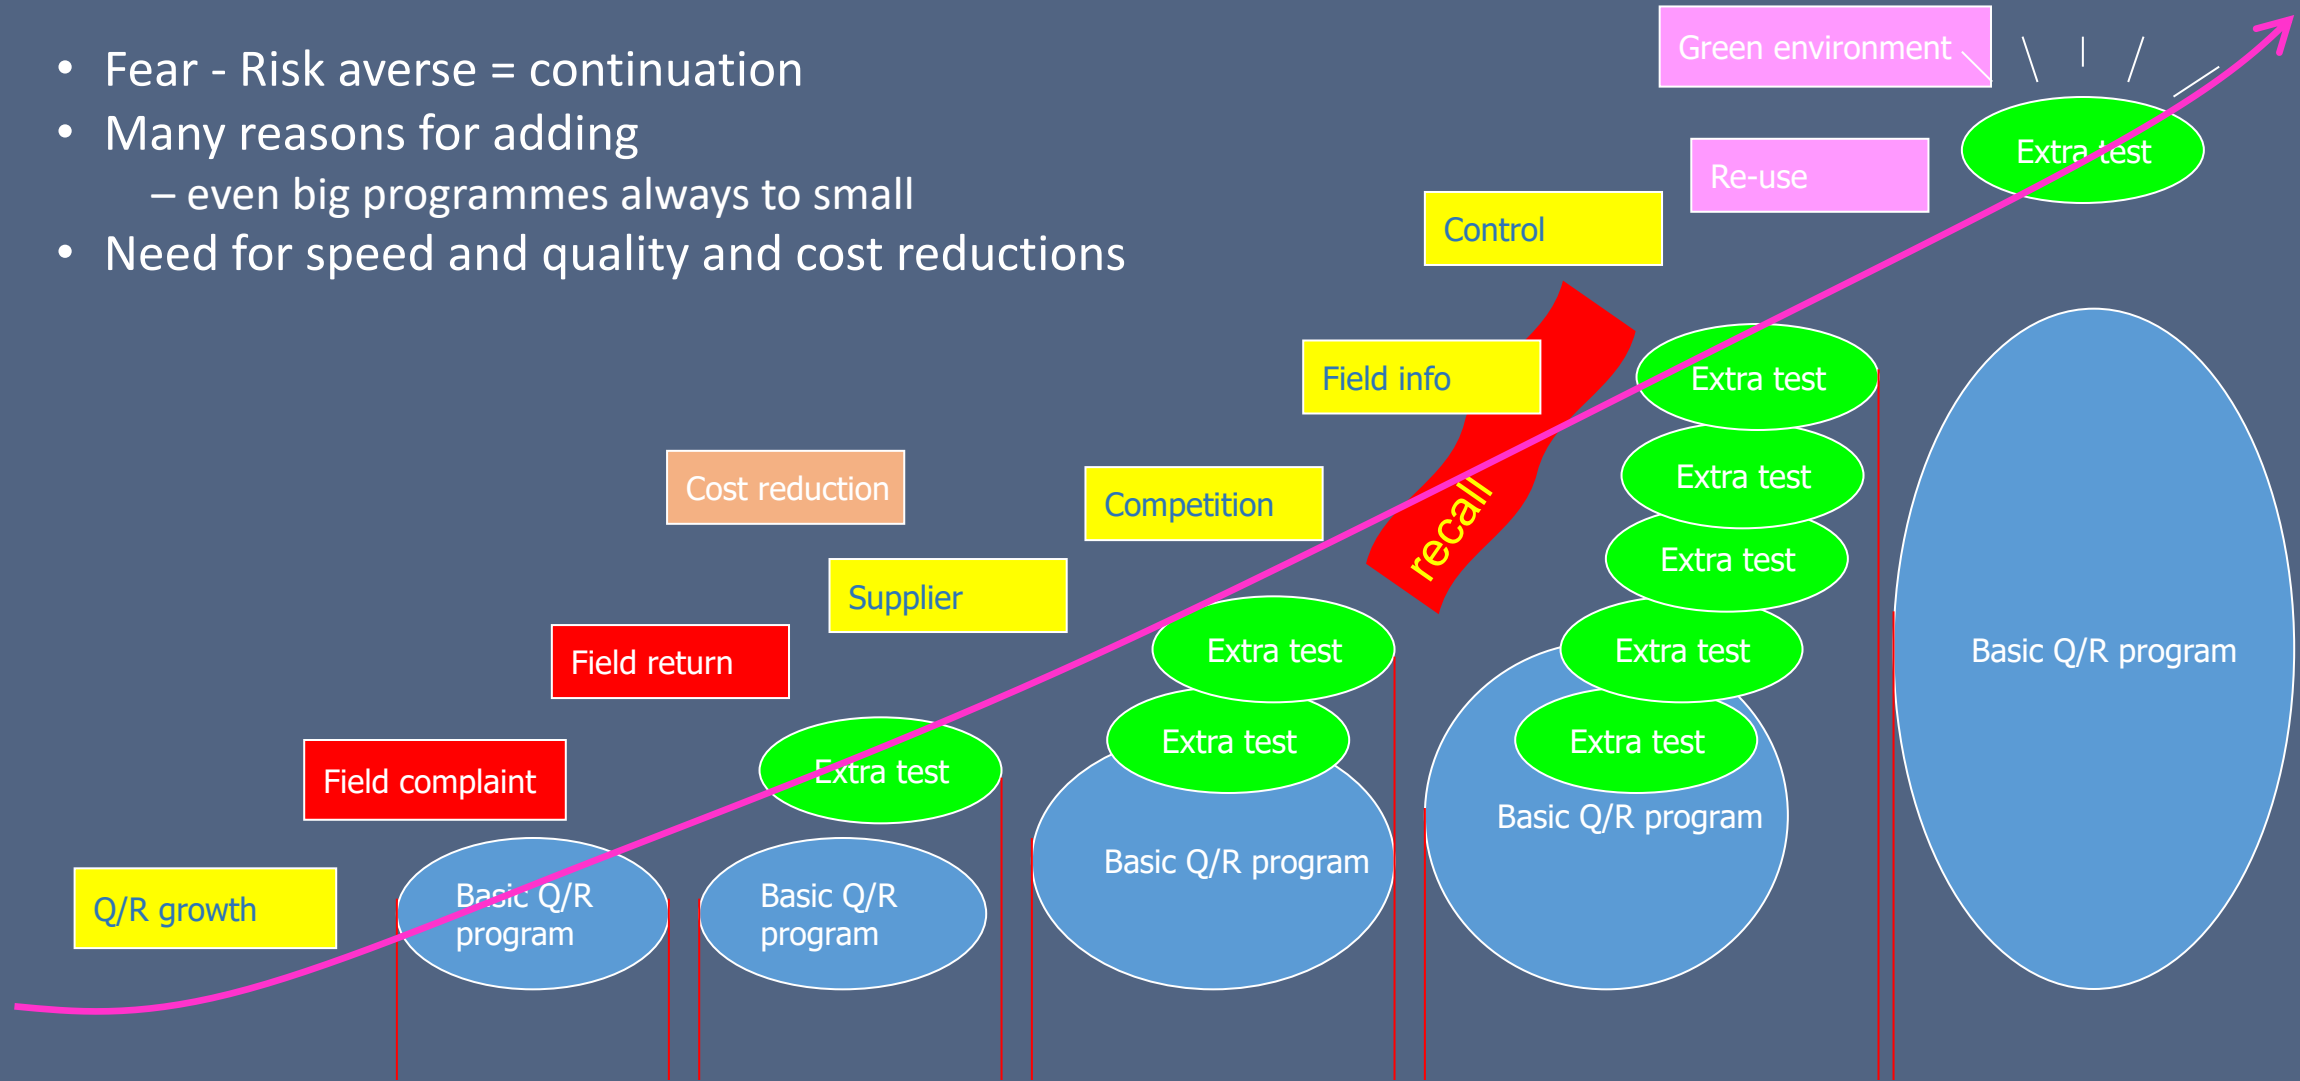 • Fear - Risk averse = continuation
• Many reasons for adding
– even big programmes always to small
• Need for speed and quality and cost reductions
Green environment
Extra test
Re-use
Control
Field info
Extra test
Extra test
Cost reduction
Competition
recall
Extra test
Supplier
Field return
Extra test
Extra test
Basic Q/R program
Field complaint
Extra test
Extra test
Extra test
Basic Q/R program
Q/R growth
Basic Q/R
program
Basic Q/R
program
Basic Q/R program